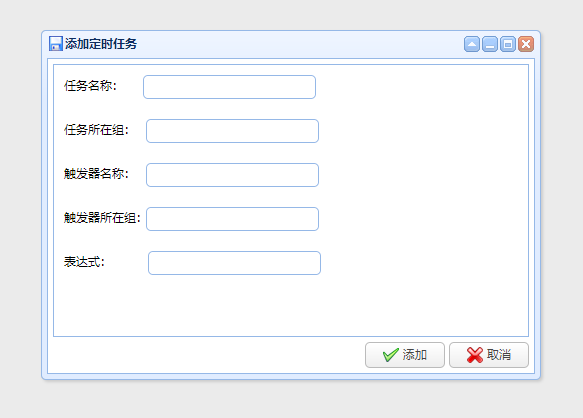 添加定时任务
任务名称：
任务所在组：
触发器名称：
触发器所在组：
表达式：
添加 取消